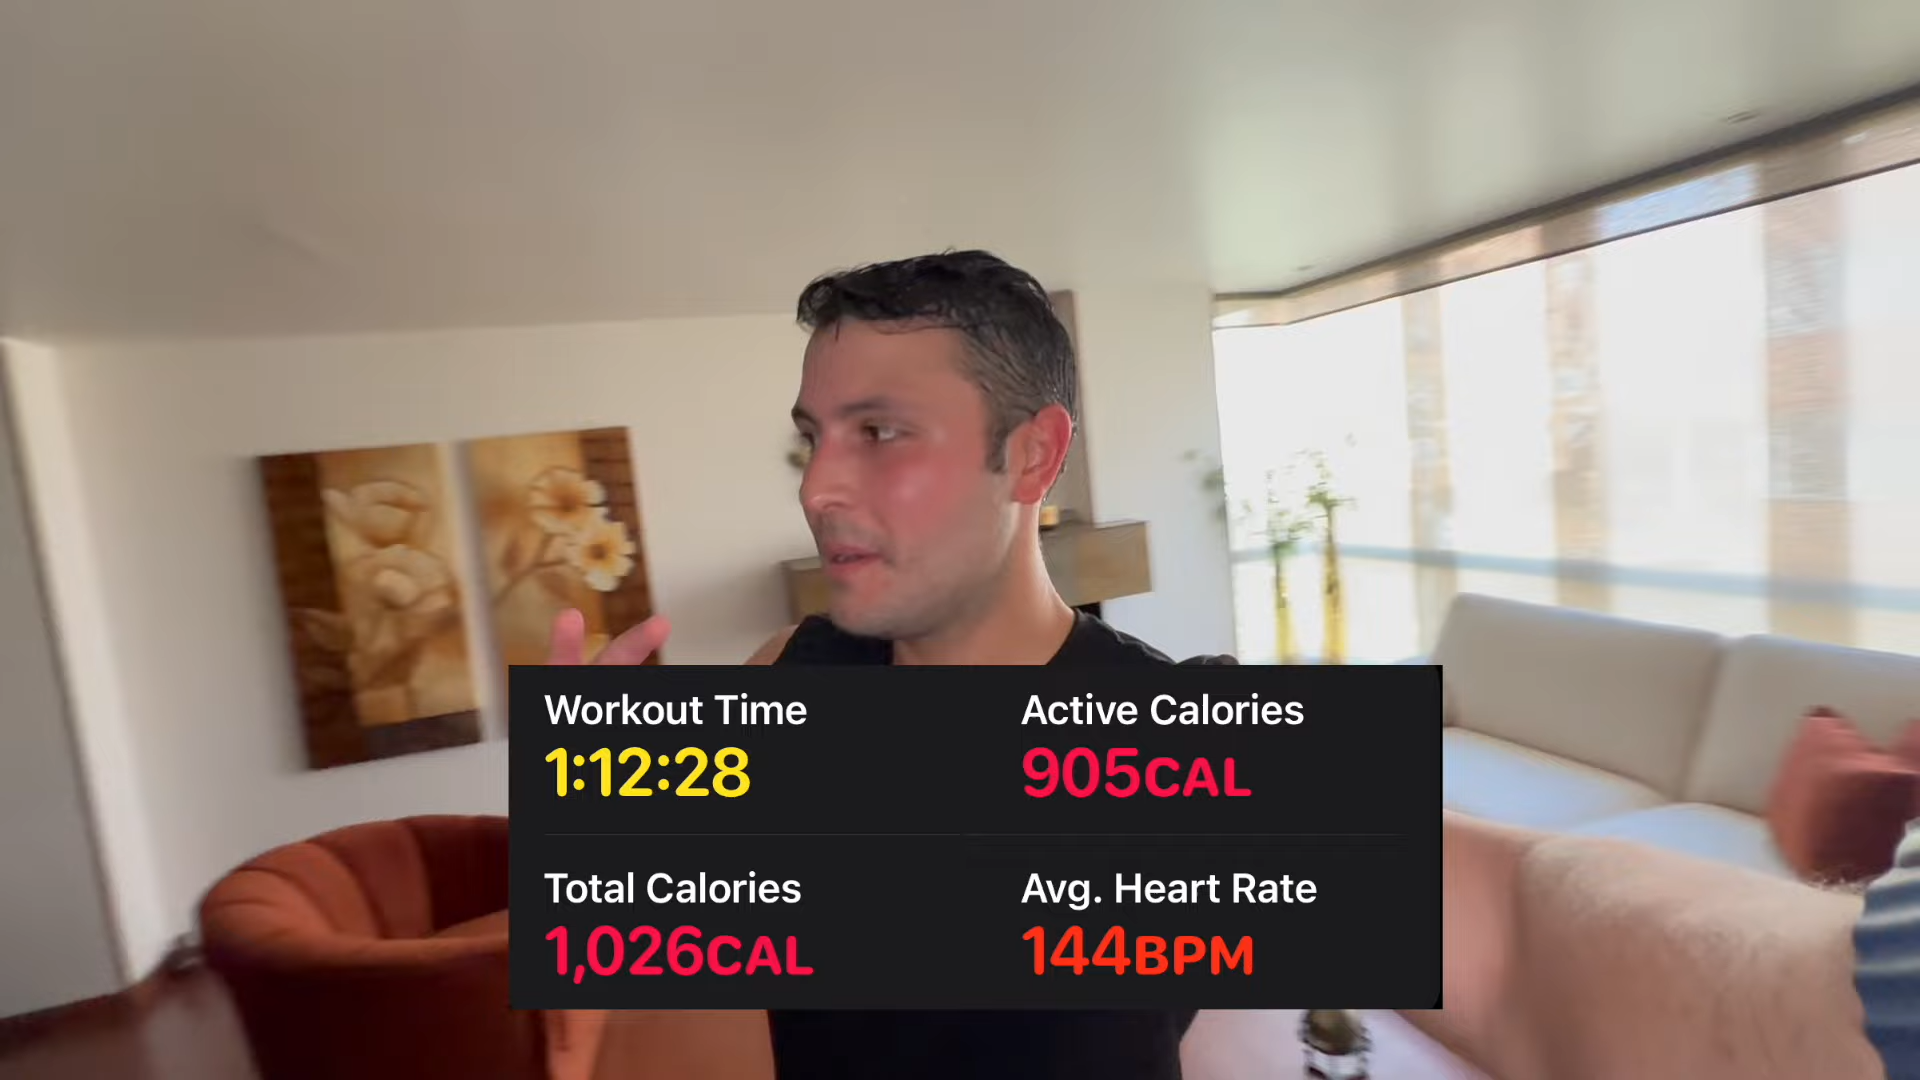 Workout Time
1:12:28
Active Calories
905CAL
Total Calories
1,026CAL
Avg. Heart Rate
144BPM